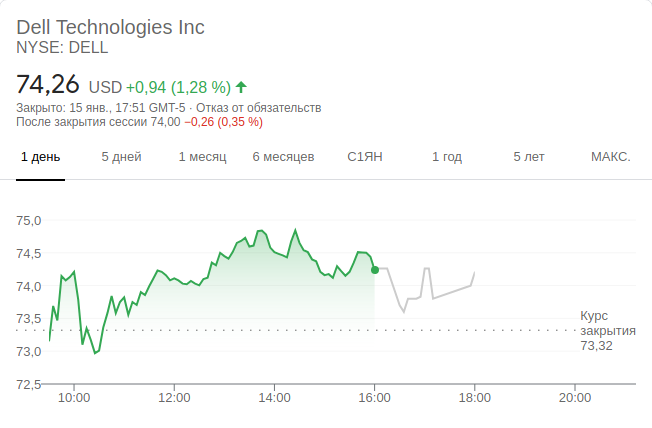 Dell Technologies Inc
NYSE: DELL
74,26 USD +0,94 (1,28 %)
Закрыто: 15 янв., 17:51 GMT-5 · Отказ от обязательств
После закрытия сессии 74,00 −0,26 (0,35 %)
1 день 5 дней 1 месяц 6 месяцев С1ЯН 1 год 5 лет МАКС.
75,0
74,5
74,0
73,5
73,0
72,5
Курс
закрытия
73,32
10:00 12:00 14:00 16:00 18:00 20:00